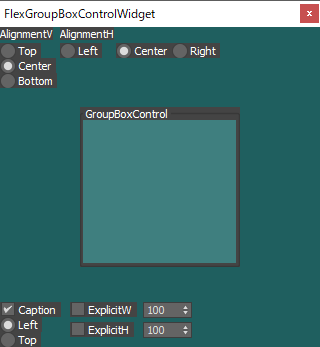 FlexGroupBoxControlWidget
x
AlignmentV AlignmentH
Top Left Center Right
Center
Bottom
GroupBoxControl
Caption ExplicitW 100
Left ExplicitH 100
Top